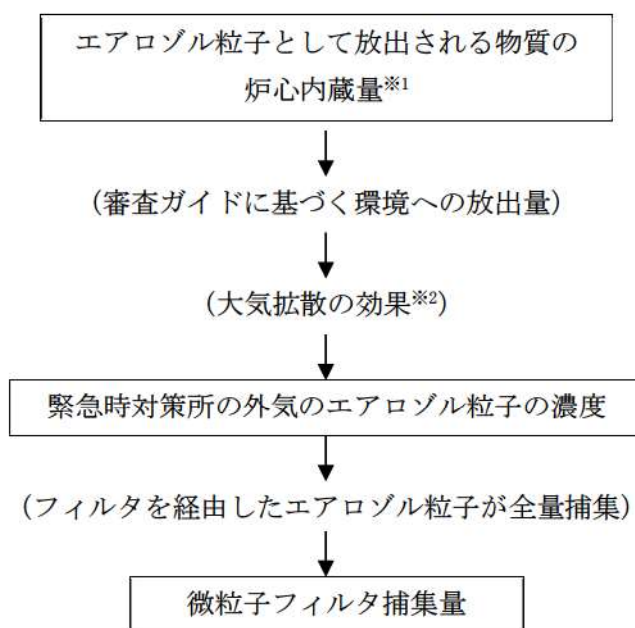 エアロゾル粒子として放出される物質の
炉心内蔵量※1
（審査ガイドに基づく環境への放出量）
（大気拡散の効果※2）
緊急時対策所の外気のエアロゾル粒子の濃度
（フィルタを経由したエアロゾル粒子が全量捕集）
微粒子フィルタ捕集量